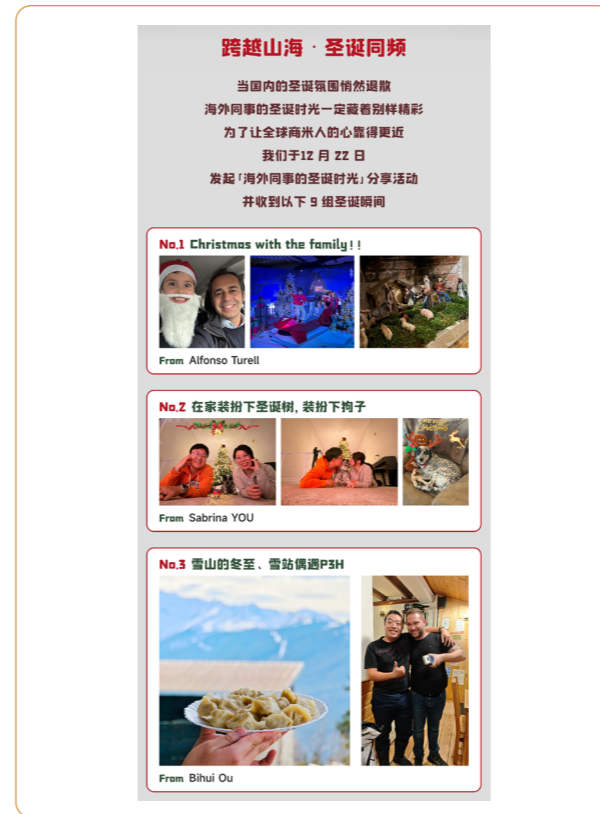 跨越山海·圣诞同频
当国内的圣诞氛围悄然退散
海外同事的圣诞时光一定藏着别样精彩
为了让全球商米人的心靠得更近
我们于12 月 22 日
发起「海外同事的圣诞时光」分享活动
并收到以下 9 组圣诞瞬间
No.1 Christmas with the family!!
From Alfonso Turell
No.2 在家装扮下圣诞树, 装扮下狗子
From Sabrina YOU
No.3 雪山的冬至、雪站偶遇P3H
From Bihui Ou